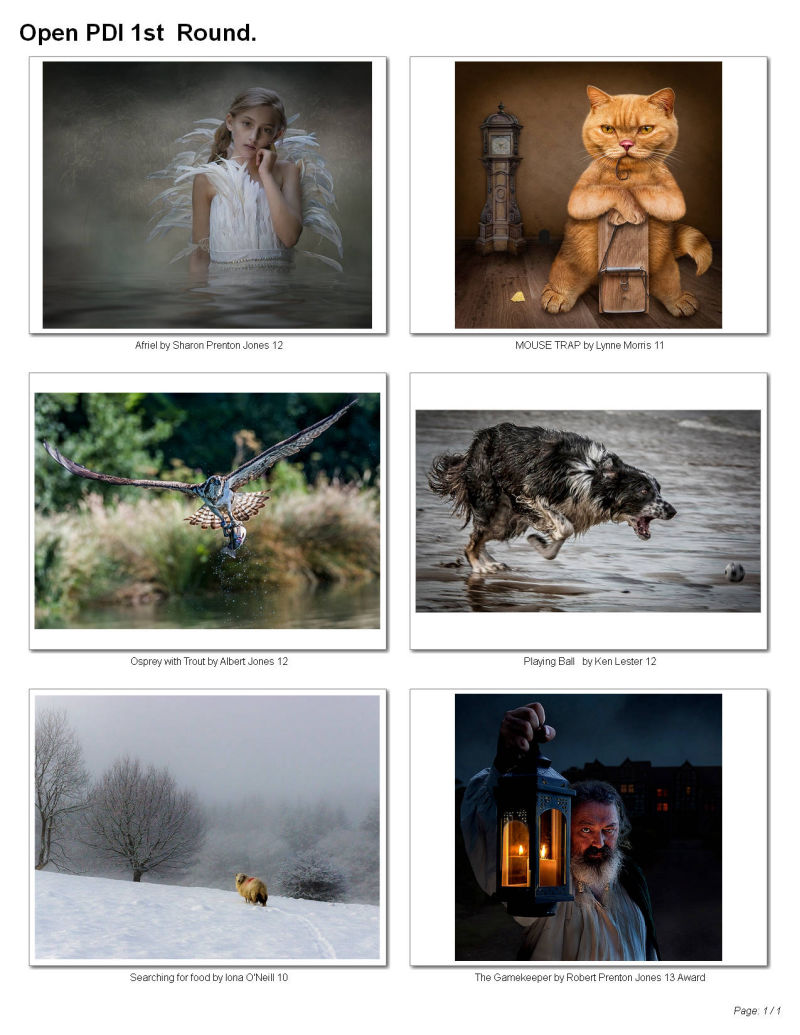 Open PDI 1st Round.
Afriel by Sharon Prenton Jones 12
MOUSE TRAP by Lynne Morris 11
Osprey with Trout by Albert Jones 12
Playing Ball by Ken Lester 12
Searching for food by Iona O'Neill 10
The Gamekeeper by Robert Prenton Jones 13 Award
Page: 1 / 1